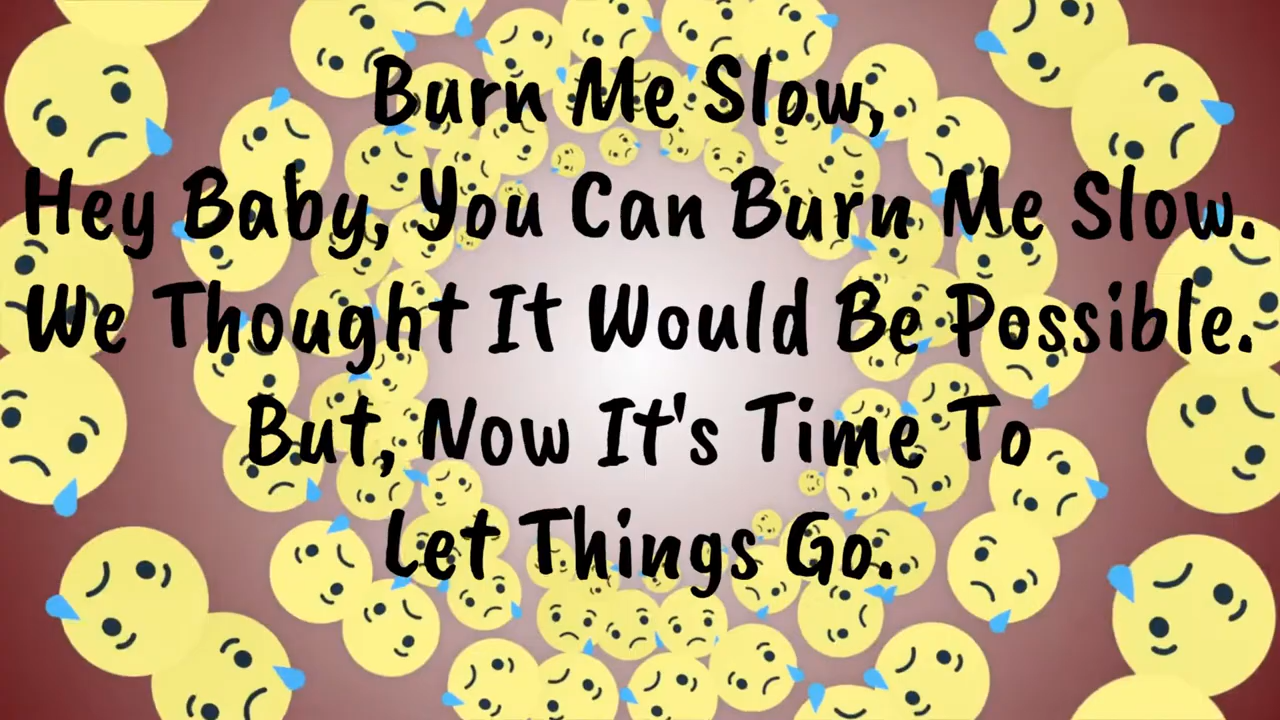 Burn Me Slow,
Hey Baby, You Can Burn Me Slow.
We Thought It Would Be Possible.
But, Now It's Time To
Let Things Go.